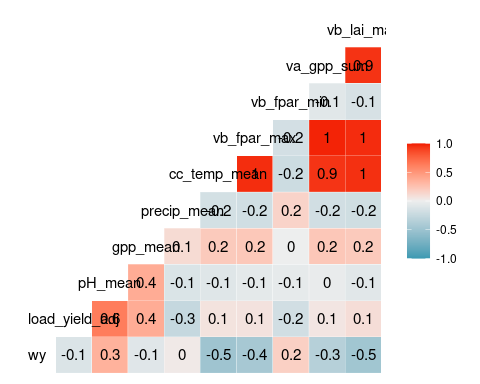 vb_lai_ma
va_gpp_sum 0.9
vb_fpar_min -0.1 -0.1
vb_fpar_max -0.2 1 1
cc_temp_mean 1 -0.2 0.9 1
precip_mean -0.2 -0.2 0.2 -0.2 -0.2
gpp_mean 0.1 0.2 0.2 0 0.2 0.2
pH_mean 0.4 -0.1 -0.1 -0.1 -0.1 0 -0.1
load_yield_adj 0.6 0.4 -0.3 0.1 0.1 -0.2 0.1 0.1
wy -0.1 0.3 -0.1 0 -0.5 -0.4 0.2 -0.3 -0.5
1.0
0.5
0.0
-0.5
-1.0